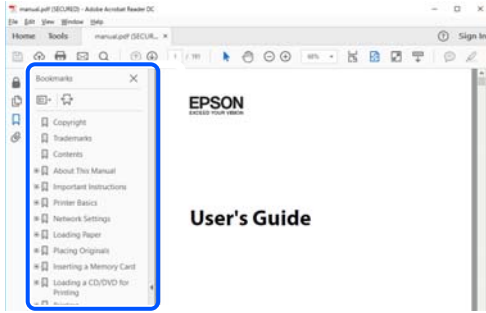 manual.pdf (SECURED) - Adobe Acrobat Reader DC
File Edit View Window Help
Home Tools manual.pdf (SECUR... ×
Sign In
1 / 191
Bookmarks
Copyright
Trademarks
Contents
About This Manual
Important Instructions
Printer Basics
Network Settings
Loading Paper
Placing Originals
Inserting a Memory Card
Loading a CD/DVD for
Printing
EPSON
EXCEED YOUR VISION
User's Guide